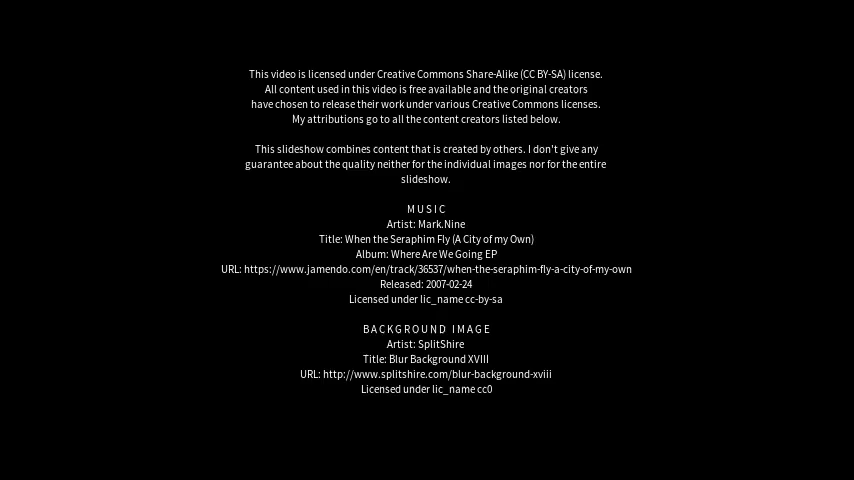 This video is licensed under Creative Commons Share-Alike (CC BY-SA) license.
All content used in this video is free available and the original creators
have chosen to release their work under various Creative Commons licenses.
My attributions go to all the content creators listed below.
This slideshow combines content that is created by others. I don't give any
guarantee about the quality neither for the individual images nor for the entire
slideshow.
MUSIC
Artist: Mark.Nine
Title: When the Seraphim Fly (A City of my Own)
Album: Where Are We Going EP
URL: https://www.jamendo.com/en/track/36537/when-the-seraphim-fly-a-city-of-my-own
Released: 2007-02-24
Licensed under lic_name cc-by-sa
BACKGROUND IMAGE
Artist: SplitShire
Title: Blur Background XVIII
URL: http://www.splitshire.com/blur-background-xviii
Licensed under lic_name cc0